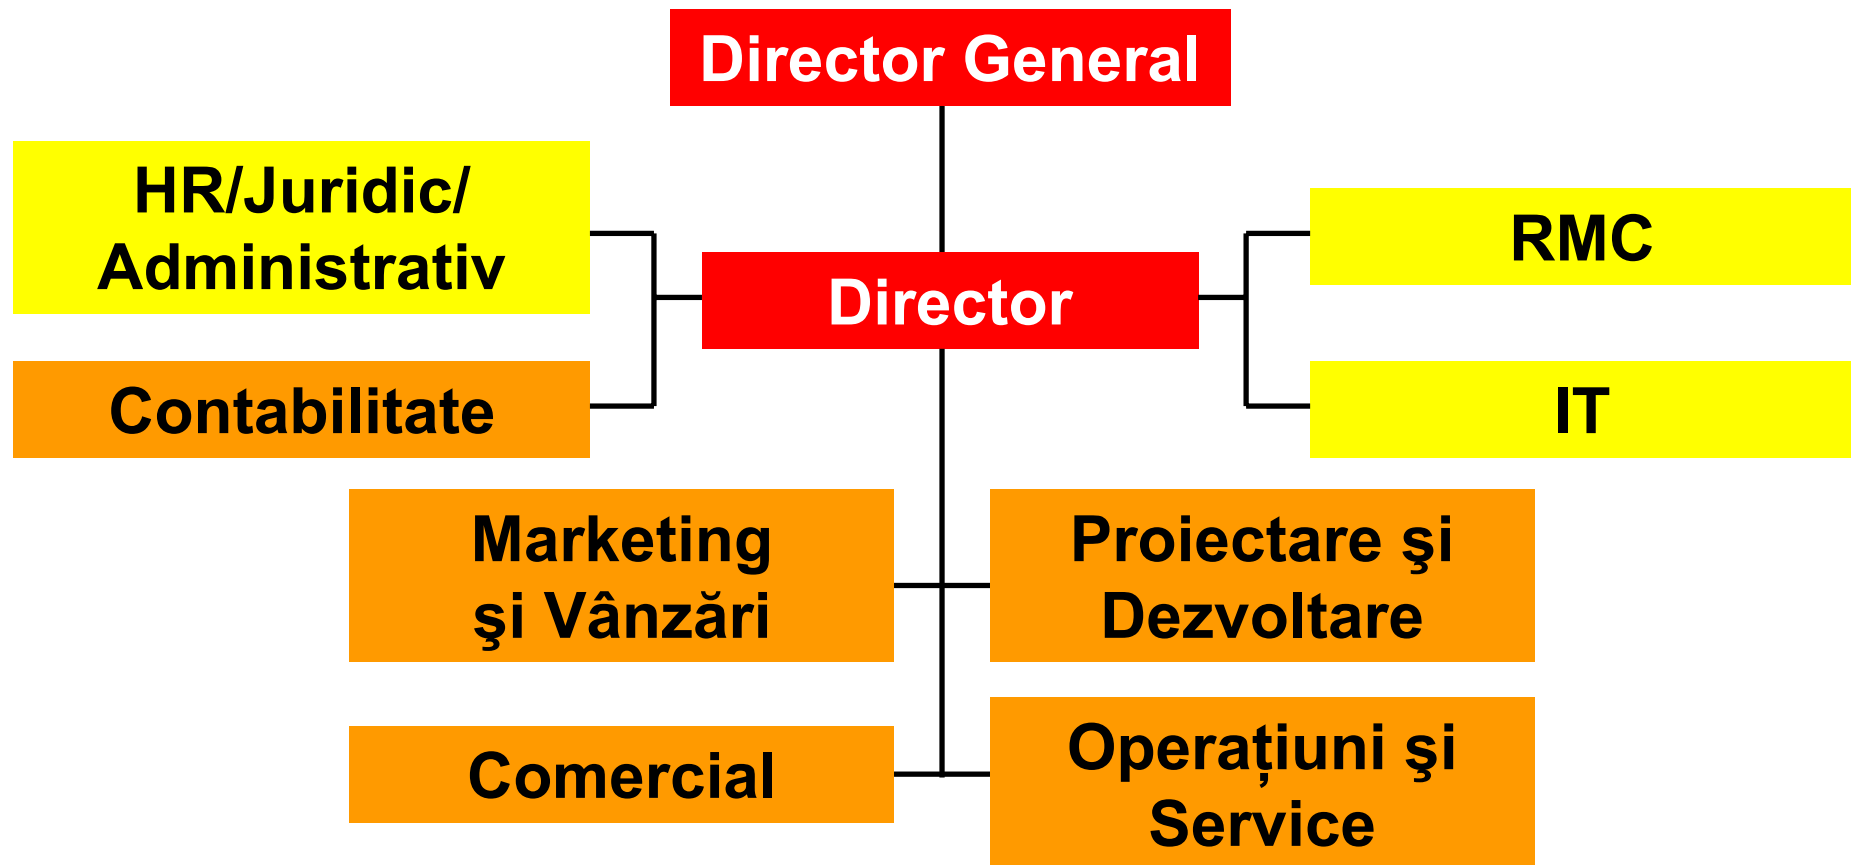 Director General
HR/Juridic/
Administrativ
RMC
Director
Contabilitate
IT
Marketing
şi Vânzări
Proiectare şi
Dezvoltare
Comercial
Operațiuni şi
Service